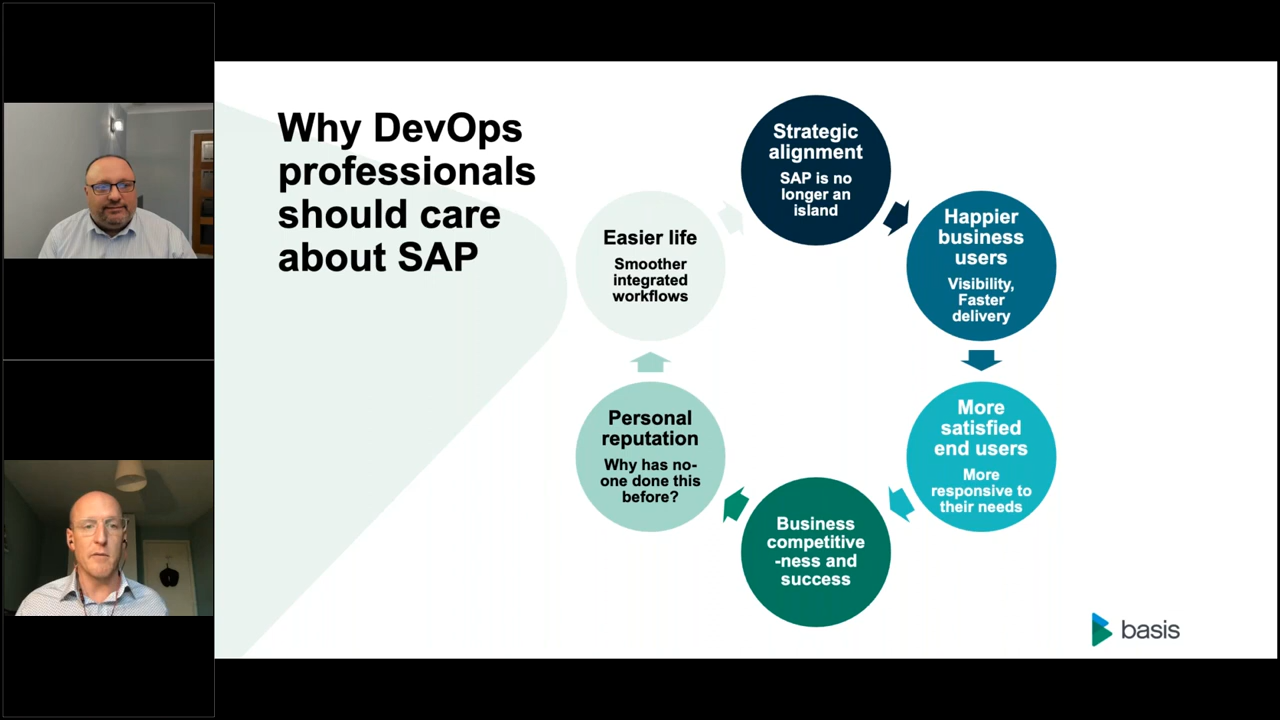 Why DevOps
professionals
should care
about SAP
Strategic
alignment
SAP is no
longer an
island
Happier
business
users
Visibility,
Faster
delivery
More
satisfied
end users
More
responsive to
their needs
Business
competitive
-ness and
success
Personal
reputation
Why has no-
one done this
before?
Easier life
Smoother
integrated
workflows
basis